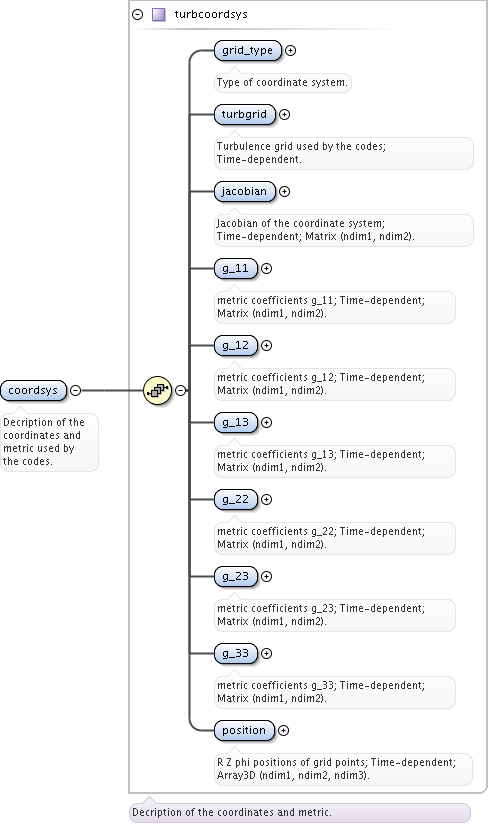 turbcoordsys
grid_type
Type of coordinate system.
turbgrid
Turbulence grid used by the codes;
Time-dependent.
jacobian
Jacobian of the coordinate system;
Time-dependent; Matrix (ndim1, ndim2).
g_11
metric coefficients g_11; Time-dependent;
Matrix (ndim1, ndim2).
g_12
metric coefficients g_12; Time-dependent;
Matrix (ndim1, ndim2).
coordsys
Decription of the
coordinates and
metric used by
the codes.
g_13
metric coefficients g_13; Time-dependent;
Matrix (ndim1, ndim2).
g_22
metric coefficients g_22; Time-dependent;
Matrix (ndim1, ndim2).
g_23
metric coefficients g_23; Time-dependent;
Matrix (ndim1, ndim2).
g_33
metric coefficients g_33; Time-dependent;
Matrix (ndim1, ndim2).
position
R Z phi positions of grid points; Time-dependent;
Array3D (ndim1, ndim2, ndim3).
Decription of the coordinates and metric.